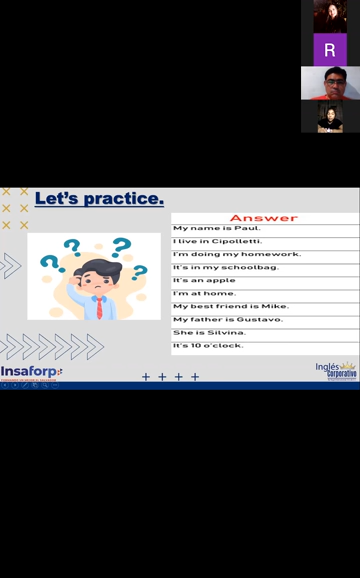 R
Let's practice.
Answer
My name is Paul.
I live in Cipolletti.
I'm doing my homework.
It's in my schoolbag.
It's an apple
I'm at home.
My best friend is Mike.
My father is Gustavo.
She is Silvina.
It's 10 o'clock.
Insaforp
Inglés
corporativo